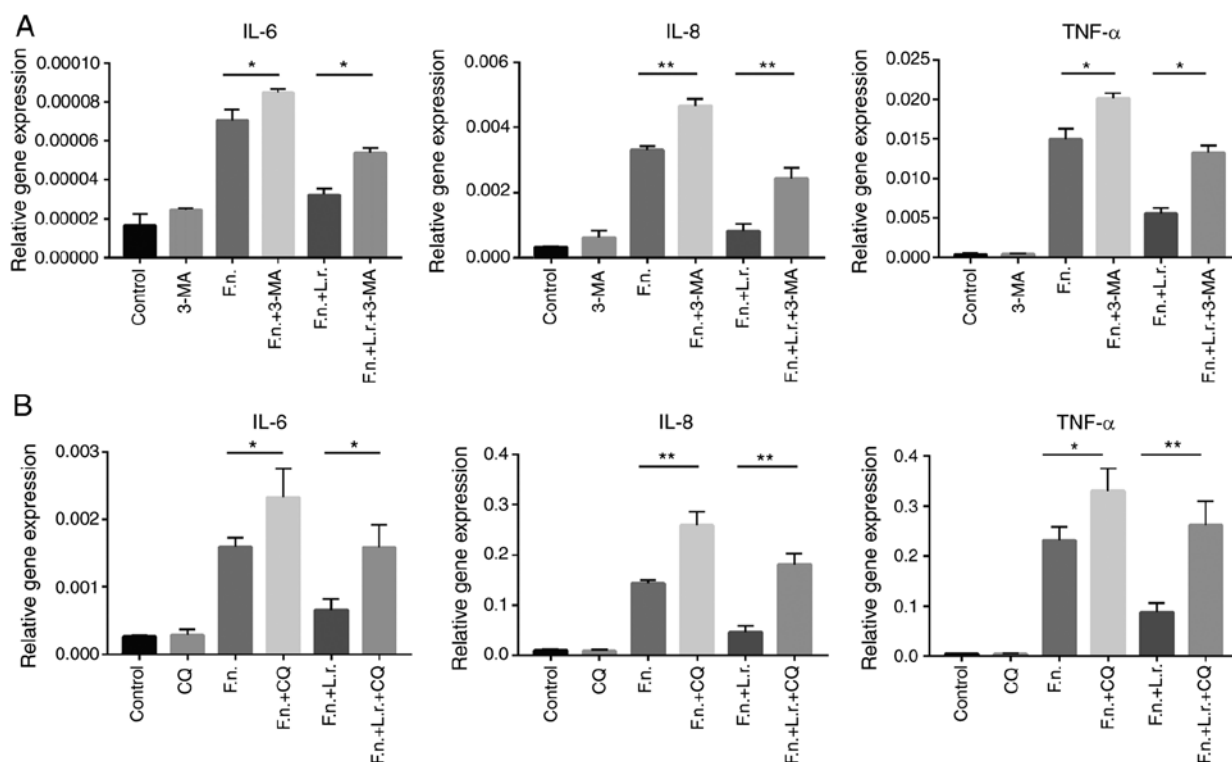 A
IL-6
Relative gene expression
0.00010
0.00008
0.00006
0.00004
0.00002
0.00000
*
*
Control
3-MA
F.n.
F.n.+3-MA
F.n.+L.r.
F.n.+L.r.+3-MA
IL-8
Relative gene expression
0.006
0.004
0.002
0.000
**
**
Control
3-MA
F.n.
F.n.+3-MA
F.n.+L.r.
F.n.+L.r.+3-MA
TNF-α
Relative gene expression
0.025
0.020
0.015
0.010
0.005
0.000
*
*
Control
3-MA
F.n.
F.n.+3-MA
F.n.+L.r.
F.n.+L.r.+3-MA
B
IL-6
Relative gene expression
0.003
0.002
0.001
0.000
*
*
Control
CQ
F.n.
F.n.+CQ
F.n.+L.r.
F.n.+L.r.+CQ
IL-8
Relative gene expression
0.4
0.3
0.2
0.1
0.0
**
**
Control
CQ
F.n.
F.n.+CQ
F.n.+L.r.
F.n.+L.r.+CQ
TNF-α
Relative gene expression
0.4
0.3
0.2
0.1
0.0
*
**
Control
CQ
F.n.
F.n.+CQ
F.n.+L.r.
F.n.+L.r.+CQ